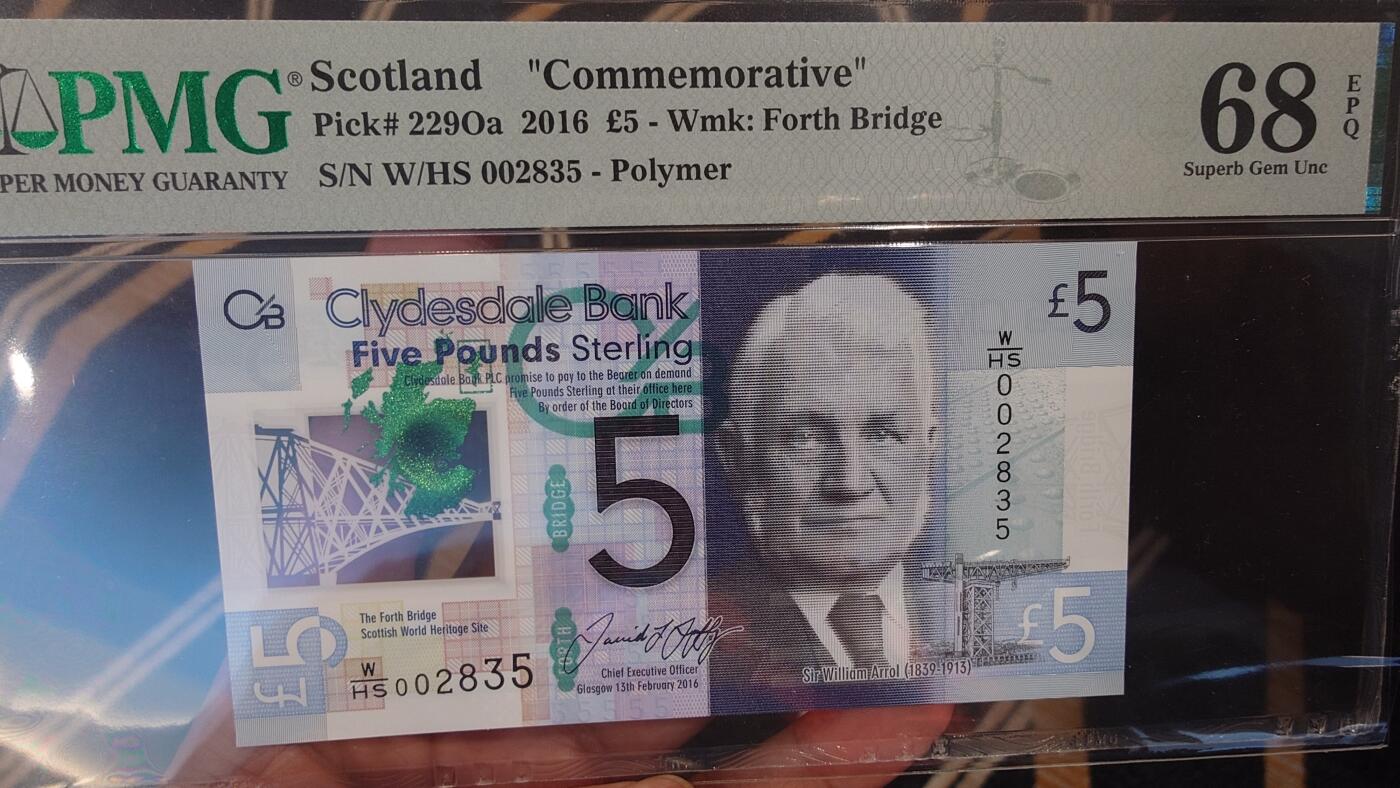 PMG® Scotland "Commemorative"
Pick# 229Oa 2016 £5 - Wmk: Forth Bridge
PER MONEY GUARANTY S/N W/HS 002835 - Polymer
68 EPQ
Superb Gem Unc
CB
Clydesdale Bank
Five Pounds Sterling
Clydesdale Bank PLC promise to pay to the Bearer on demand
Five Pounds Sterling at their office here
By order of the Board of Directors
5
BRIDGE
The Forth Bridge
Scottish World Heritage Site
W/HS 002835
£5
Chief Executive Officer
Glasgow 13th February 2016
£5
W/HS 002835
£5
Sir William Arrol (1839-1913)